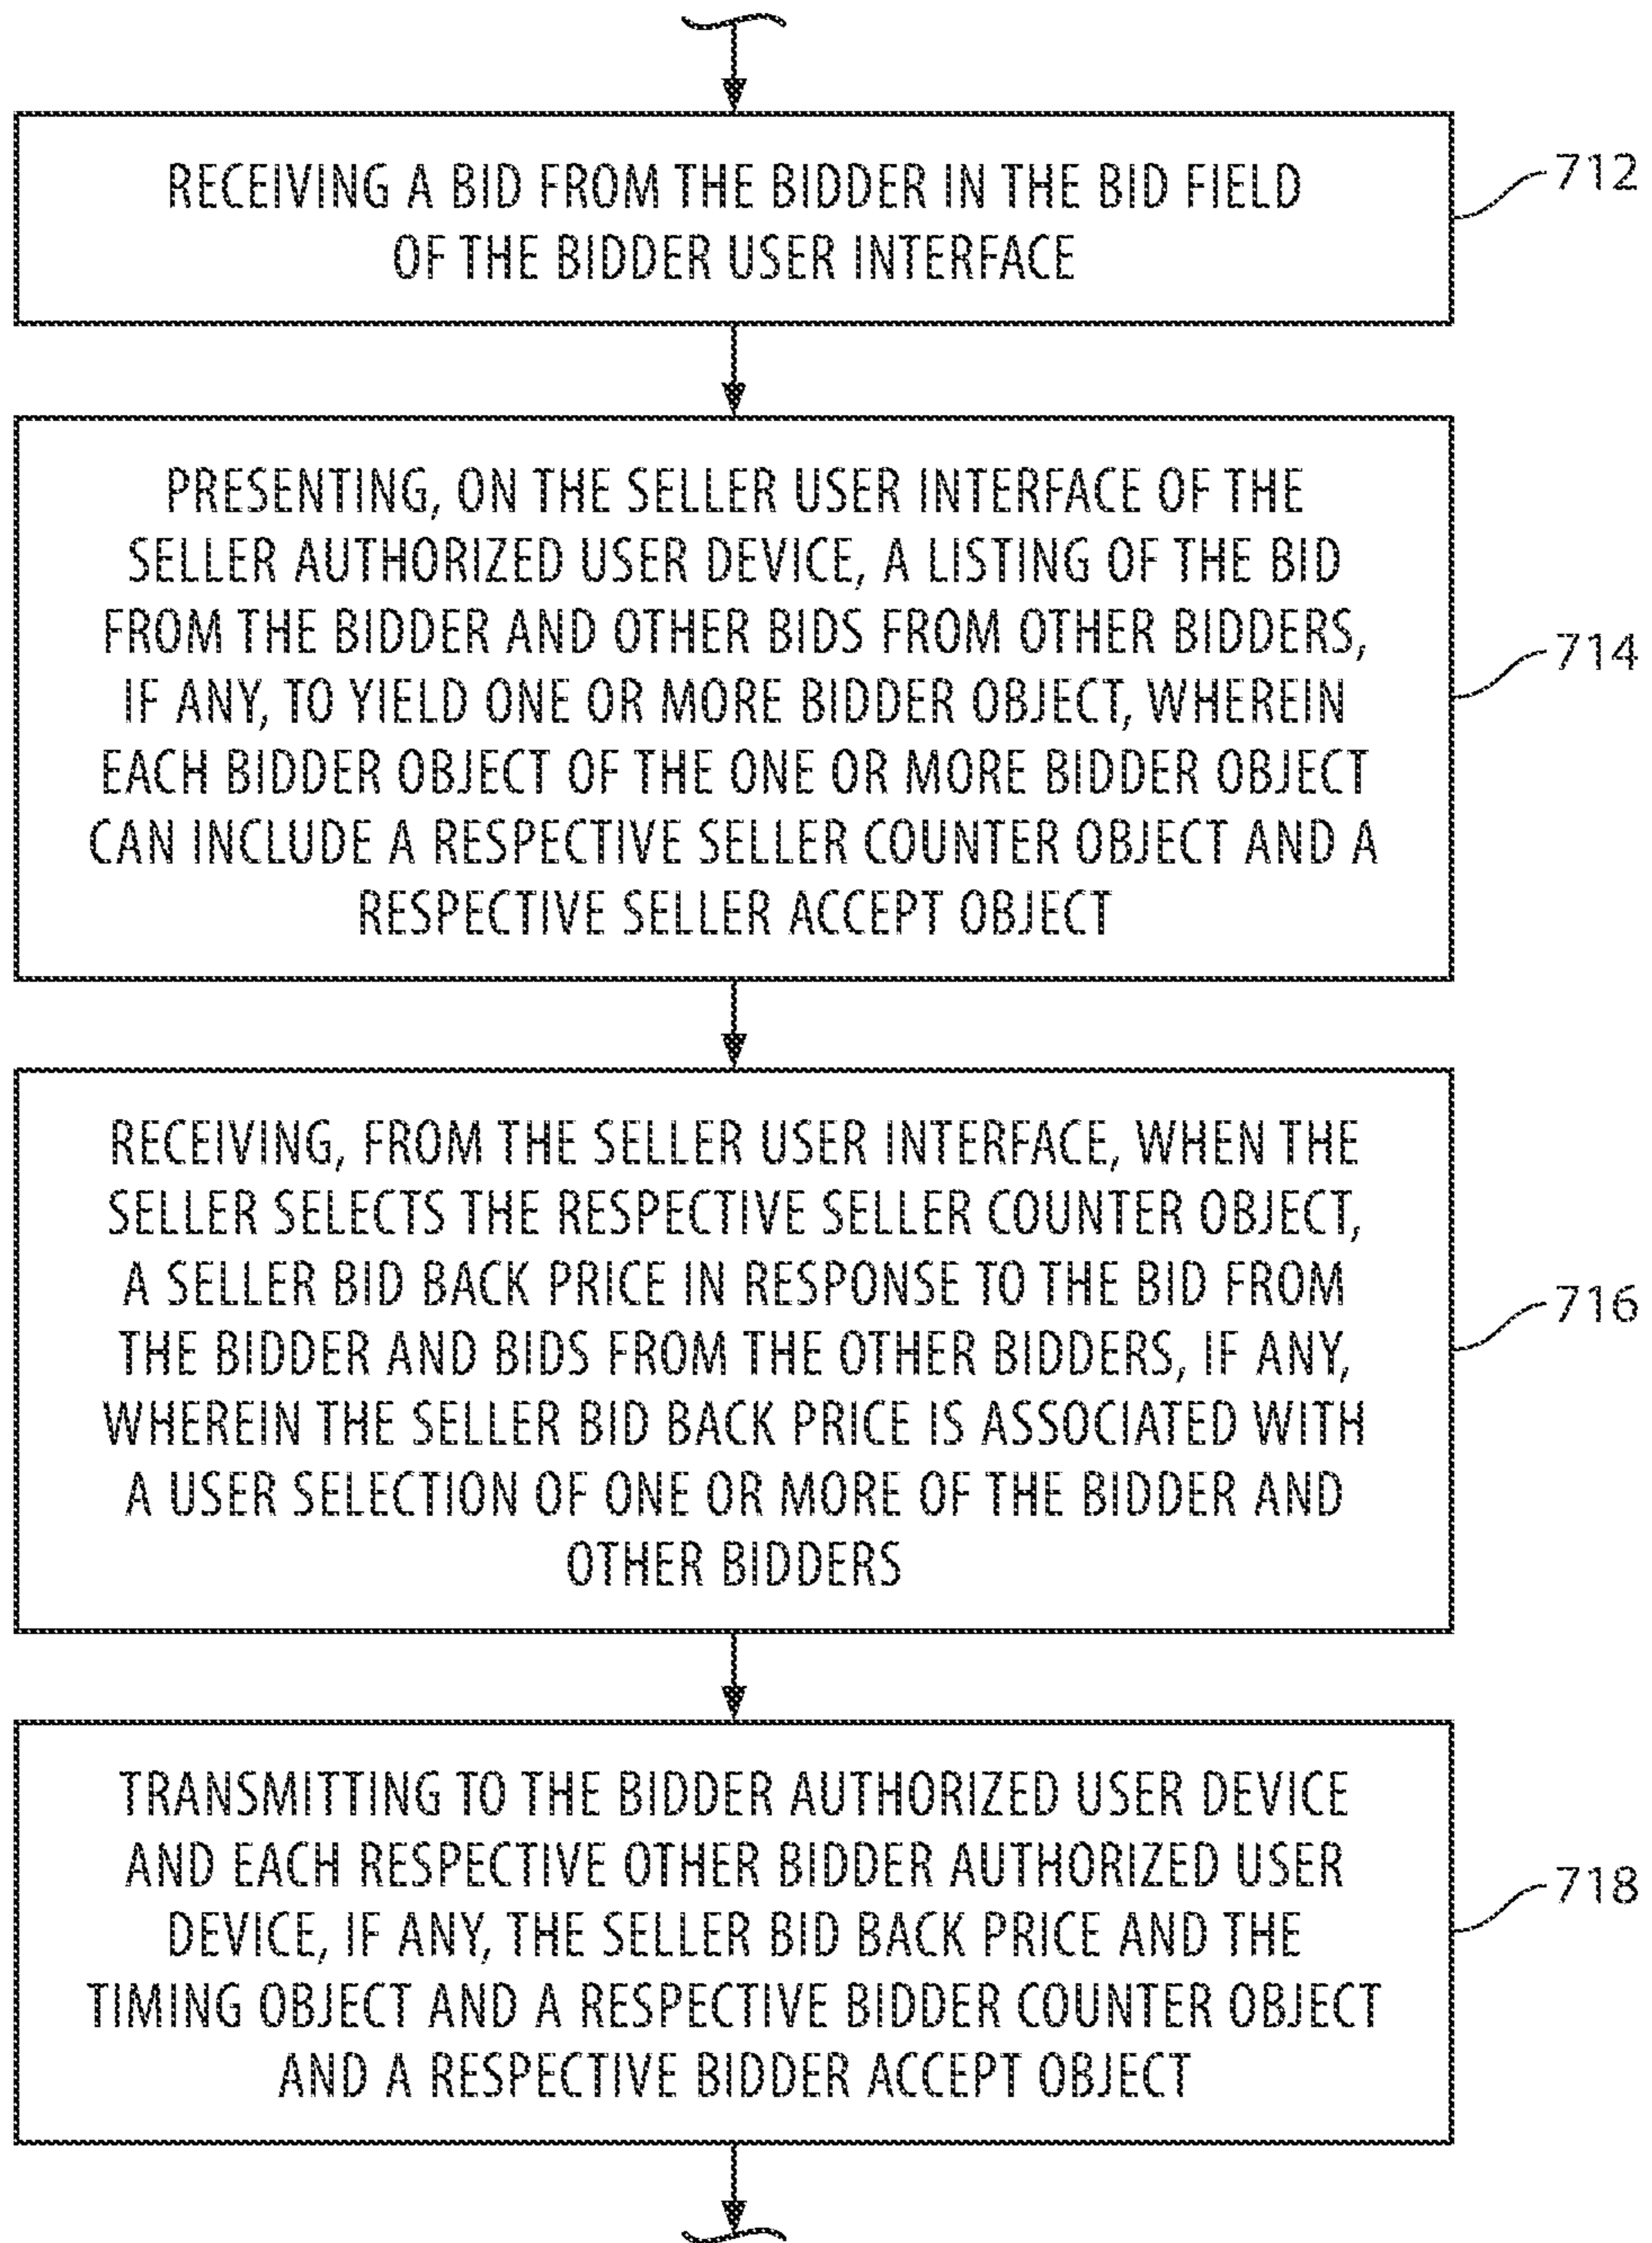 RECEIVING A BID FROM THE BIDDER IN THE BID FIELD
OF THE BIDDER USER INTERFACE
712
PRESENTING, ON THE SELLER USER INTERFACE OF THE
SELLER AUTHORIZED USER DEVICE, A LISTING OF THE BID
FROM THE BIDDER AND OTHER BIDS FROM OTHER BIDDERS,
IF ANY, TO YIELD ONE OR MORE BIDDER OBJECT, WHEREIN
EACH BIDDER OBJECT OF THE ONE OR MORE BIDDER OBJECT
CAN INCLUDE A RESPECTIVE SELLER COUNTER OBJECT AND A
RESPECTIVE SELLER ACCEPT OBJECT
714
RECEIVING, FROM THE SELLER USER INTERFACE, WHEN THE
SELLER SELECTS THE RESPECTIVE SELLER COUNTER OBJECT,
A SELLER BID BACK PRICE IN RESPONSE TO THE BID FROM
THE BIDDER AND BIDS FROM THE OTHER BIDDERS, IF ANY,
WHEREIN THE SELLER BID BACK PRICE IS ASSOCIATED WITH
A USER SELECTION OF ONE OR MORE OF THE BIDDER AND
OTHER BIDDERS
716
TRANSMITTING TO THE BIDDER AUTHORIZED USER DEVICE
AND EACH RESPECTIVE OTHER BIDDER AUTHORIZED USER
DEVICE, IF ANY, THE SELLER BID BACK PRICE AND THE
TIMING OBJECT AND A RESPECTIVE BIDDER COUNTER OBJECT
AND A RESPECTIVE BIDDER ACCEPT OBJECT
718